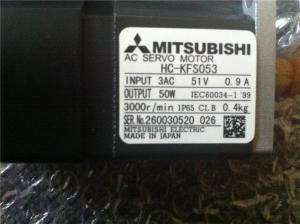 MITSUBISHI
AC SERVO MOTOR
HC-KFS053
INPUT 3AC 51V 0.9A
OUTPUT 50W IEC60034-1 '99
3000r/min IP65 CI.B 0.4kg
SER.No.260030520 026
MITSUBISHI ELECTRIC
MADE IN JAPAN